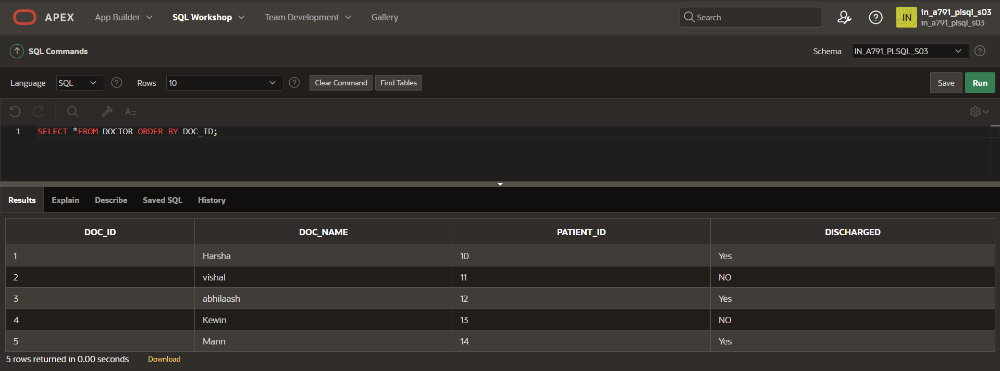 APEX App Builder SQL Workshop Team Development Gallery Search IN in_a791_plsql_s03
in_a791_plsql_s03
SQL Commands Schema IN_A791_PLSQL_S03
Language SQL Rows 10 Clear Command Find Tables Save Run
A
1 SELECT *FROM DOCTOR ORDER BY DOC_ID;
Results Explain Describe Saved SQL History
DOC_ID DOC_NAME PATIENT_ID DISCHARGED
1 Harsha 10 Yes
2 vishal 11 NO
3 abhilaash 12 Yes
4 Kewin 13 NO
5 Mann 14 Yes
5 rows returned in 0.00 seconds Download